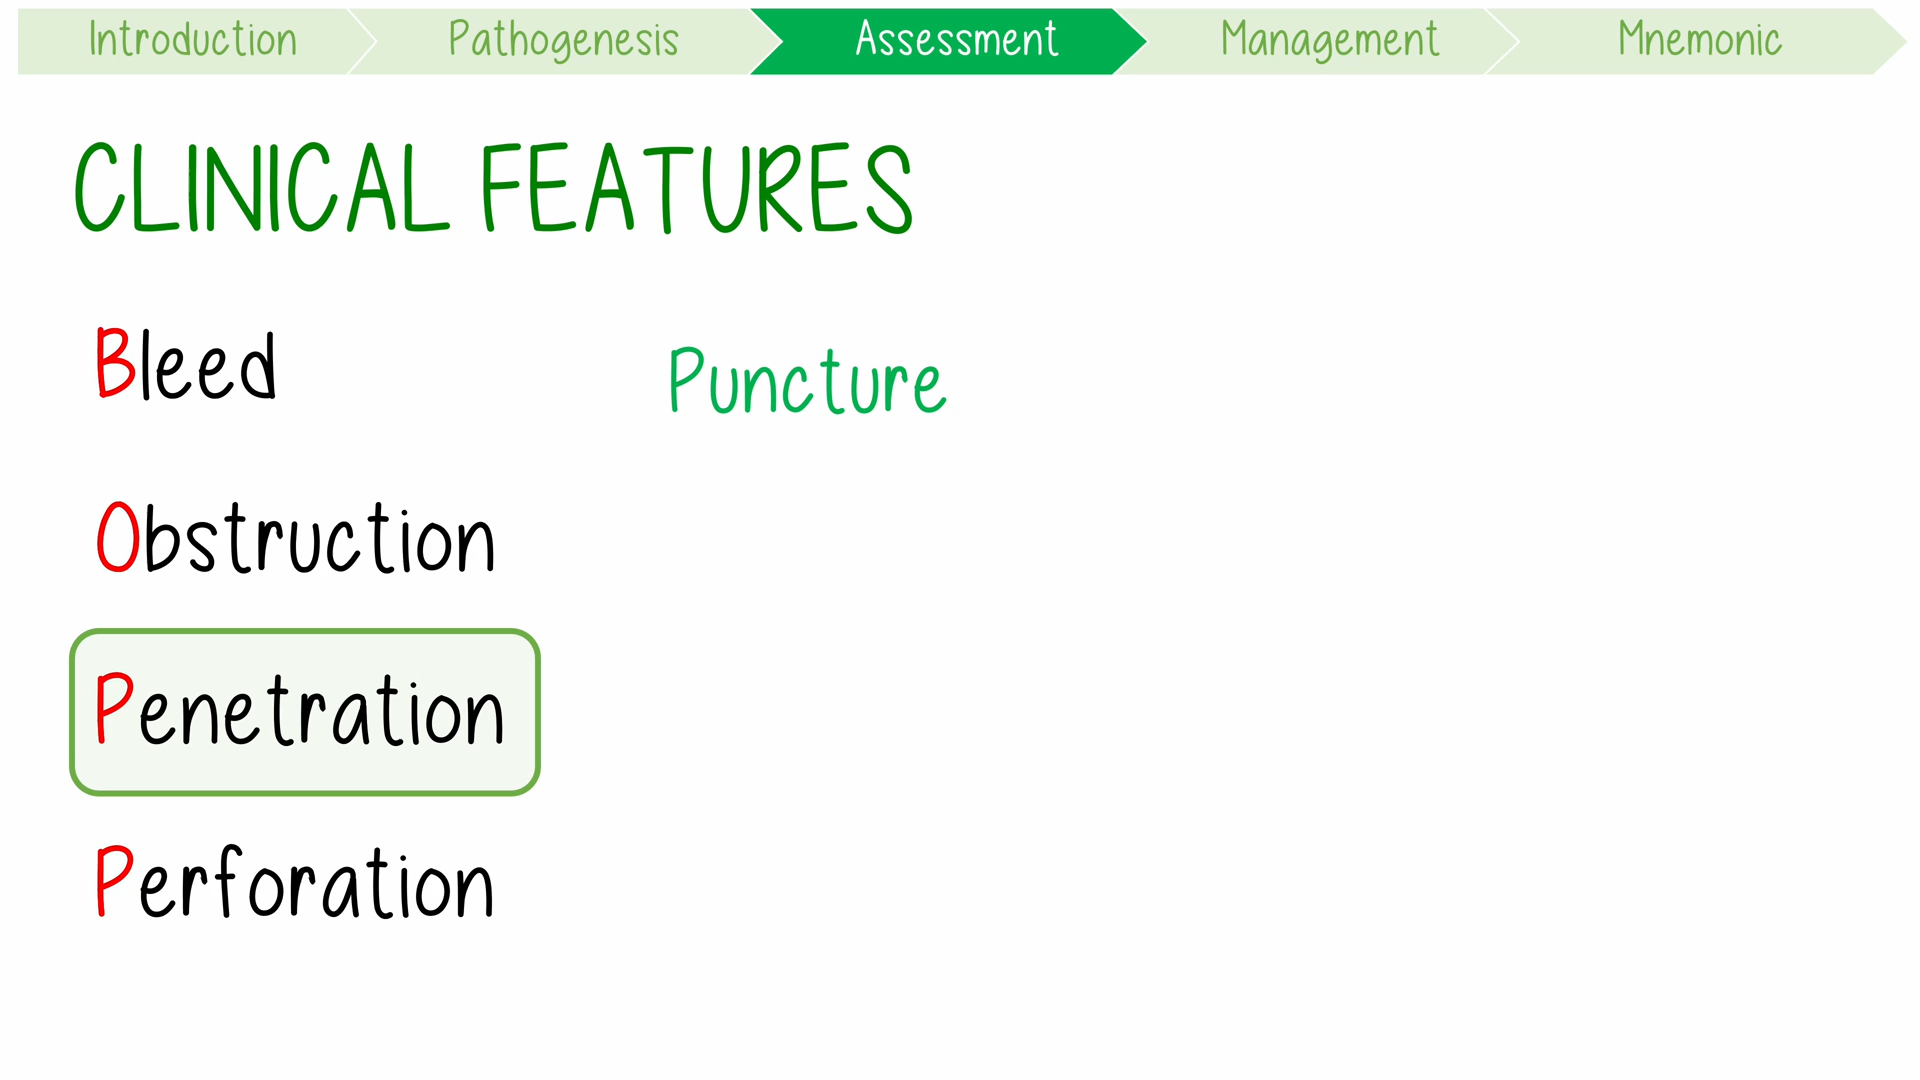 Introduction
Pathogenesis
Assessment
Management
Mnemonic
CLINICAL FEATURES
Bleed
Puncture
Obstruction
Penetration
Perforation